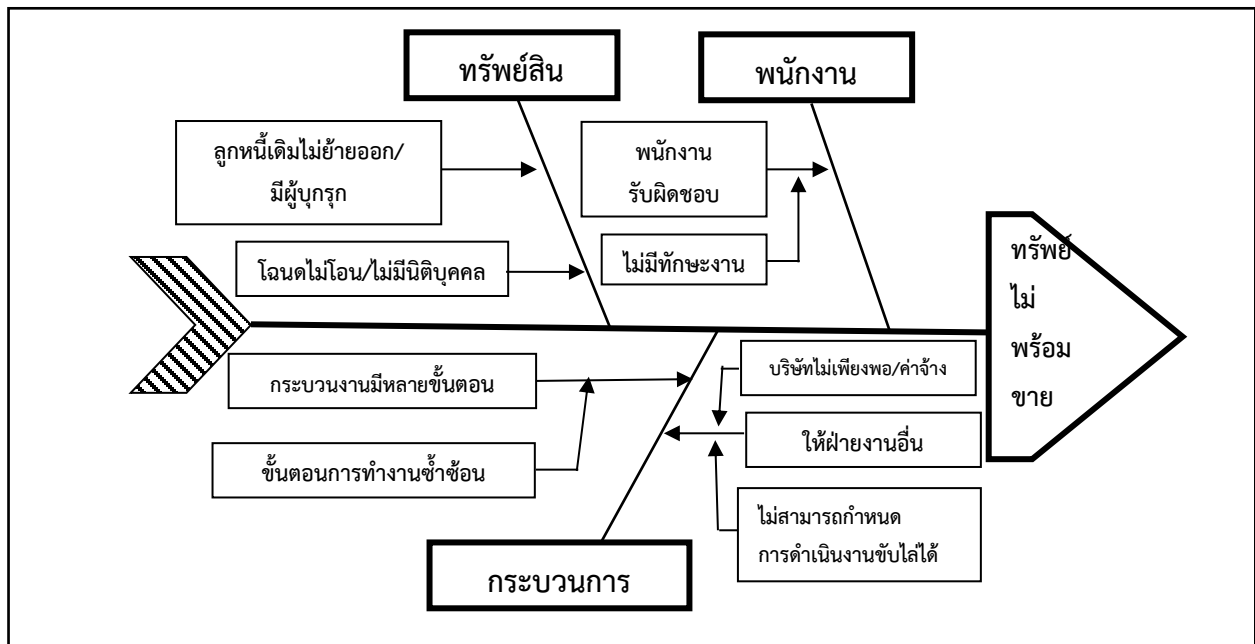 ทรัพย์สิน
พนักงาน
ลูกหนี้เดิมไม่ย้ายออก/
มีผู้บุกรุก
พนักงาน
รับผิดชอบ
โฉนดไม่โอน/ไม่มีนิติบุคคล
ไม่มีทักษะงาน
ทรัพย์
ไม่
พร้อม
ขาย
กระบวนงานมีหลายขั้นตอน
บริษัทไม่เพียงพอ/ค่าจ้าง
ขั้นตอนการทำงานซ้ำซ้อน
ให้ฝ่ายงานอื่น
ไม่สามารถกำหนด
การดำเนินงานขับไล่ได้
กระบวนการ